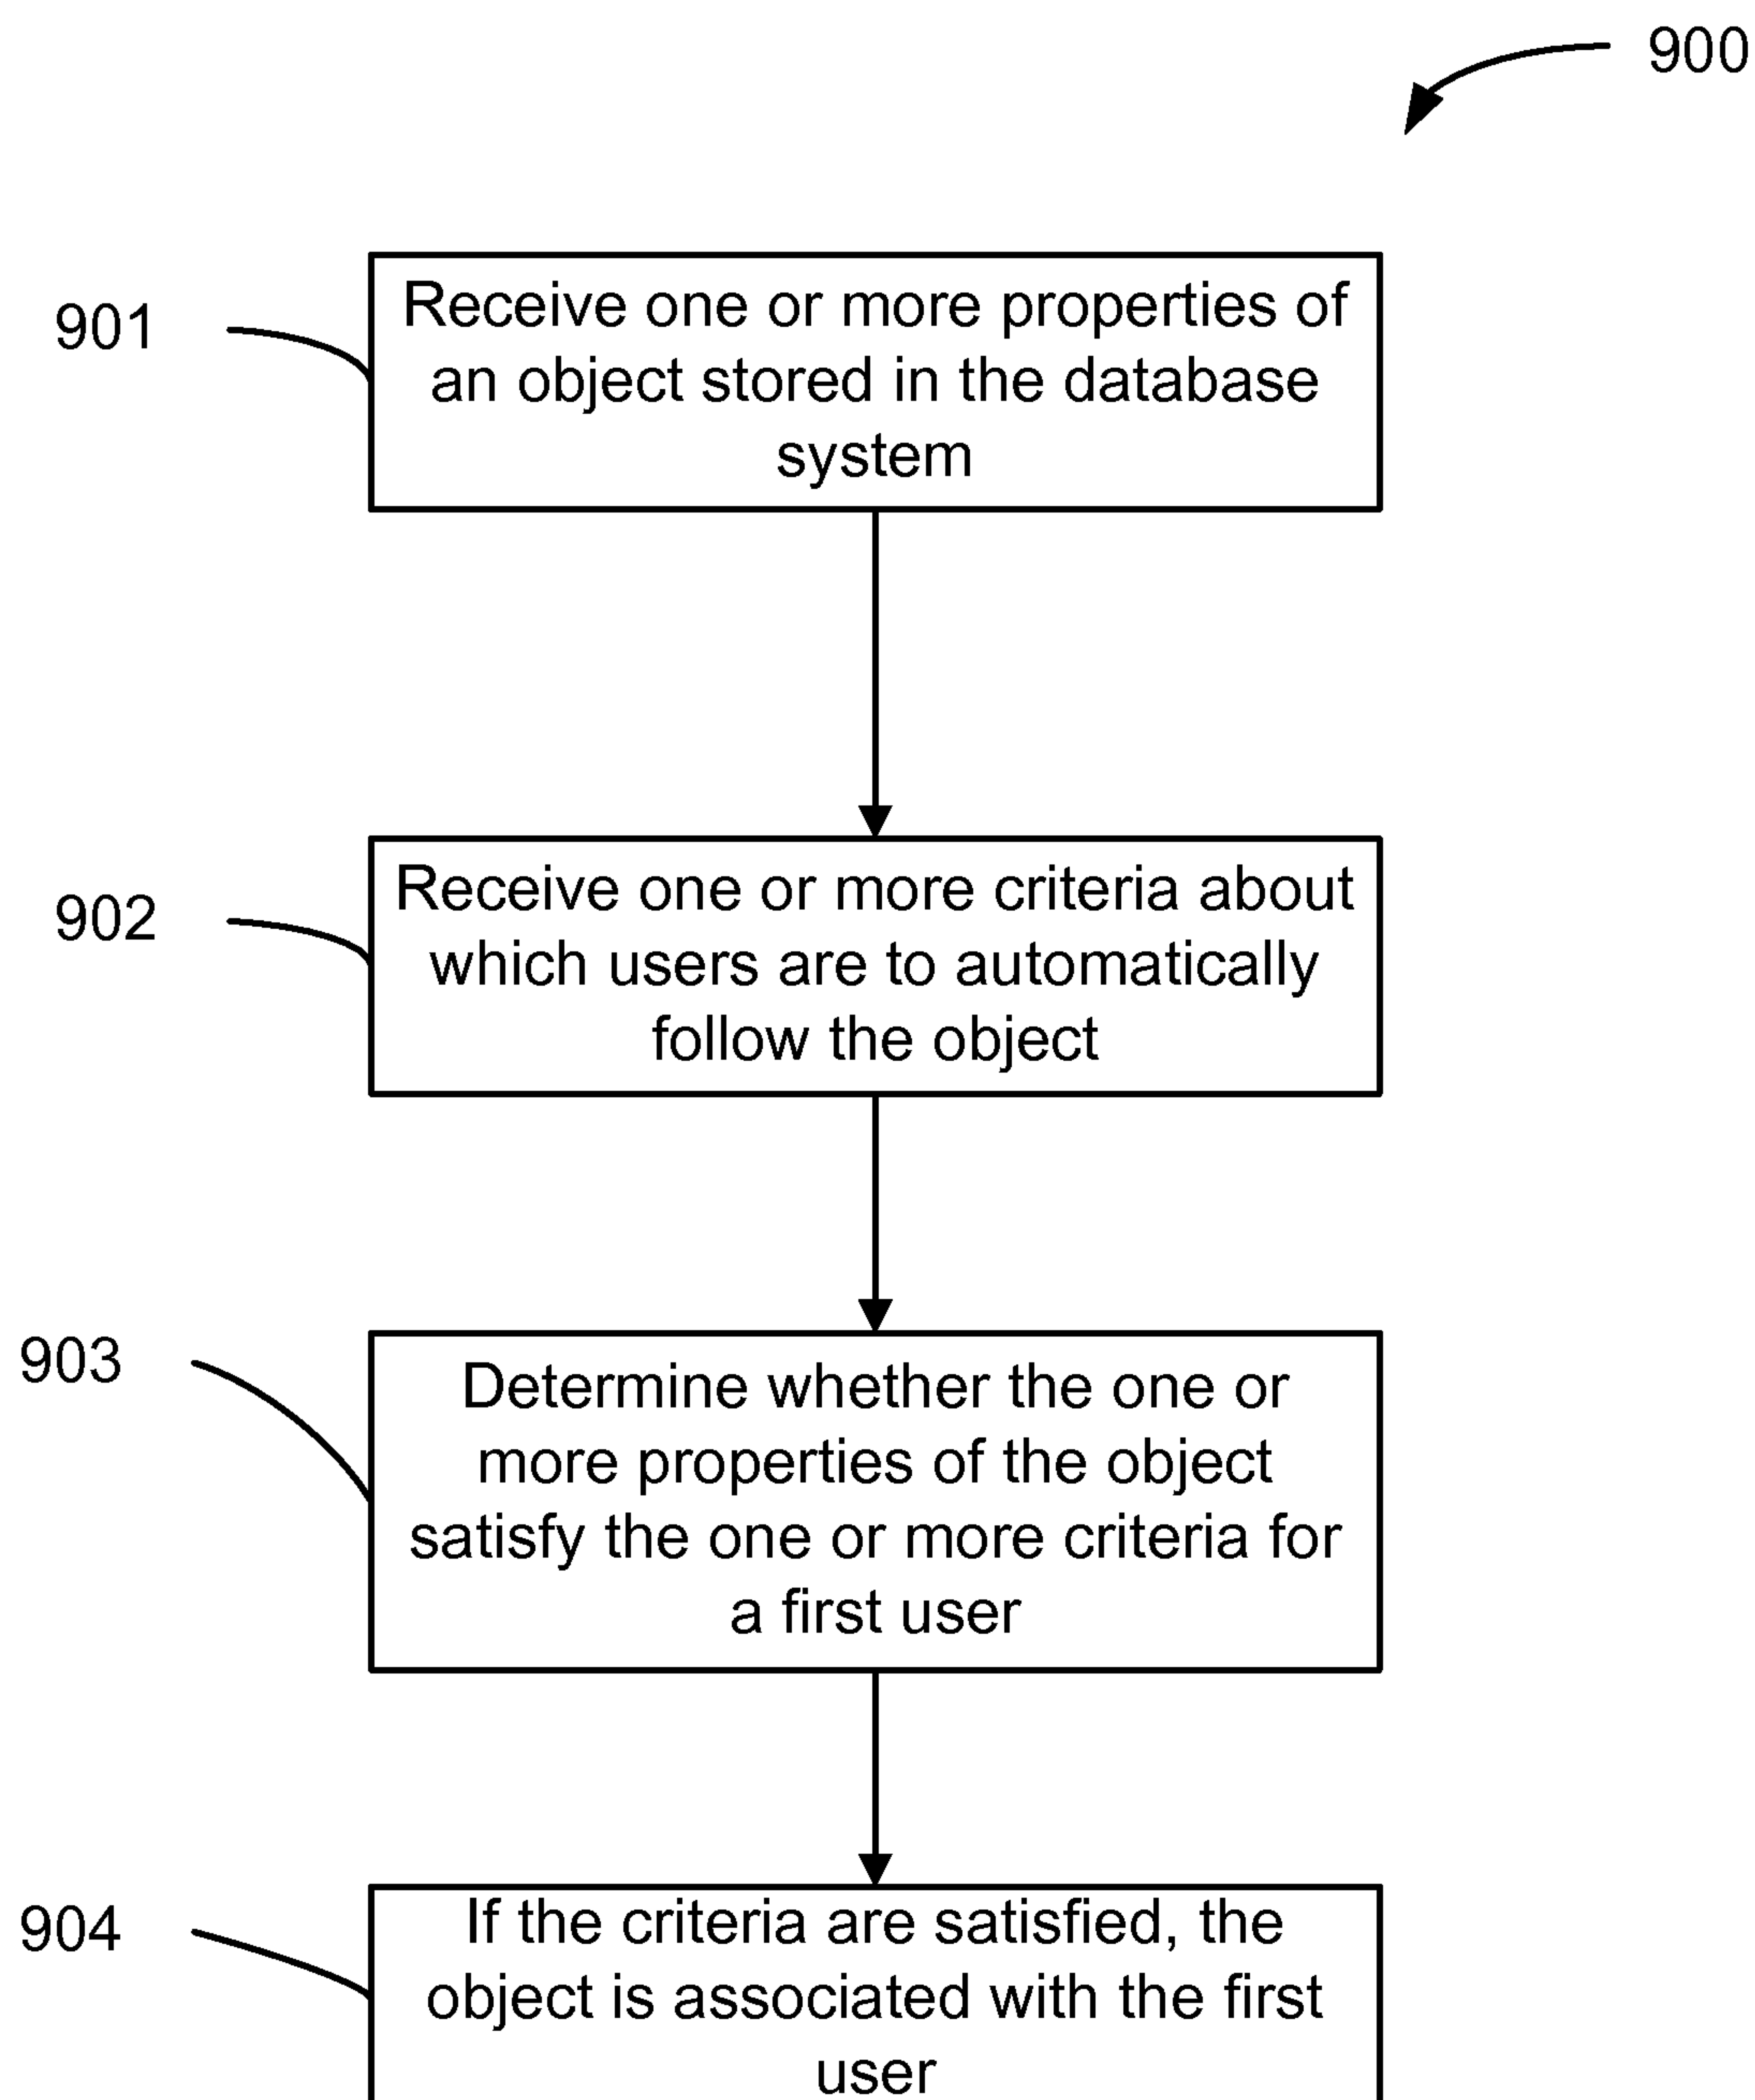 900
901
Receive one or more properties of
an object stored in the database
system
902
Receive one or more criteria about
which users are to automatically
follow the object
903
Determine whether the one or
more properties of the object
satisfy the one or more criteria for
a first user
904
If the criteria are satisfied, the
object is associated with the first
user